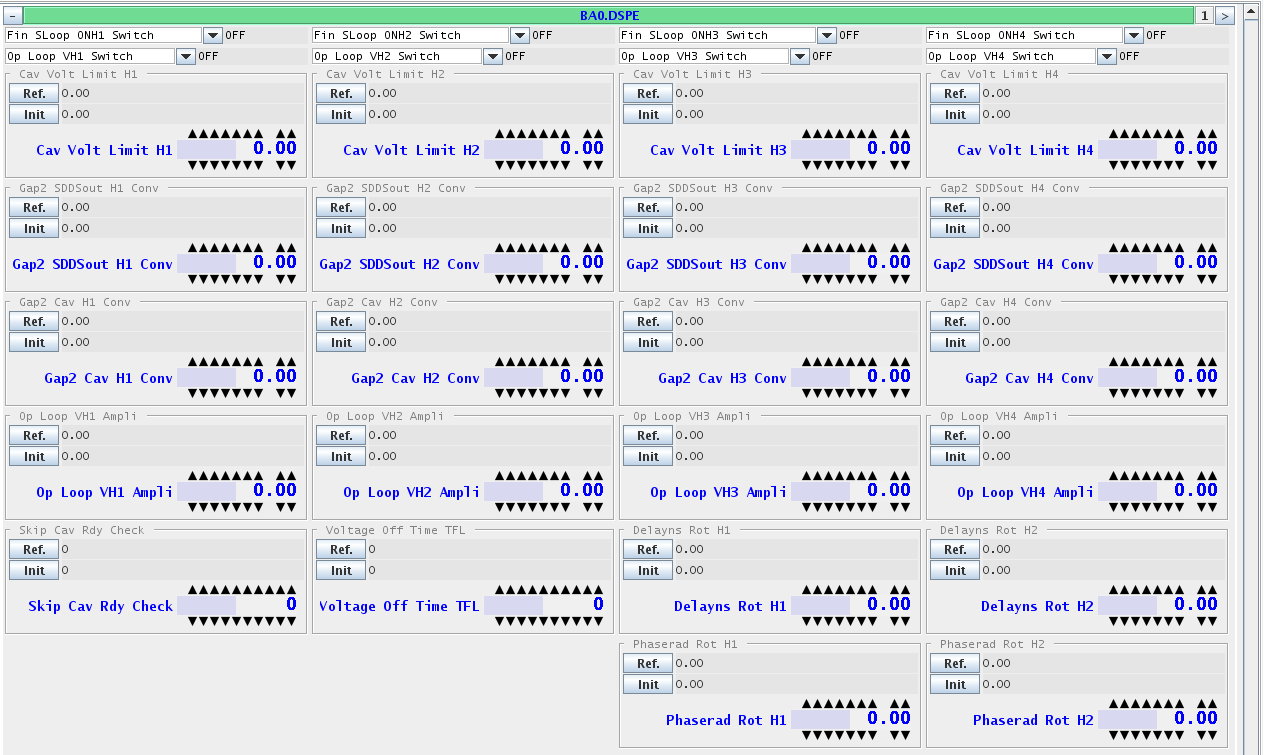 - BA0.DSPE 1 >
Fin SLoop ONH1 Switch OFF Fin SLoop ONH2 Switch OFF Fin SLoop ONH3 Switch OFF Fin SLoop ONH4 Switch OFF
Op Loop VH1 Switch OFF Op Loop VH2 Switch OFF Op Loop VH3 Switch OFF Op Loop VH4 Switch OFF
Cav Volt Limit H1 Cav Volt Limit H2 Cav Volt Limit H3 Cav Volt Limit H4
Ref. 0.00 Ref. 0.00 Ref. 0.00 Ref. 0.00
Init 0.00 Init 0.00 Init 0.00 Init 0.00
Cav Volt Limit H1 0.00 Cav Volt Limit H2 0.00 Cav Volt Limit H3 0.00 Cav Volt Limit H4 0.00
Gap2 SDDSout H1 Conv Gap2 SDDSout H2 Conv Gap2 SDDSout H3 Conv Gap2 SDDSout H4 Conv
Ref. 0.00 Ref. 0.00 Ref. 0.00 Ref. 0.00
Init 0.00 Init 0.00 Init 0.00 Init 0.00
Gap2 SDDSout H1 Conv 0.00 Gap2 SDDSout H2 Conv 0.00 Gap2 SDDSout H3 Conv 0.00 Gap2 SDDSout H4 Conv 0.00
Gap2 Cav H1 Conv Gap2 Cav H2 Conv Gap2 Cav H3 Conv Gap2 Cav H4 Conv
Ref. 0.00 Ref. 0.00 Ref. 0.00 Ref. 0.00
Init 0.00 Init 0.00 Init 0.00 Init 0.00
Gap2 Cav H1 Conv 0.00 Gap2 Cav H2 Conv 0.00 Gap2 Cav H3 Conv 0.00 Gap2 Cav H4 Conv 0.00
Op Loop VH1 Ampli Op Loop VH2 Ampli Op Loop VH3 Ampli Op Loop VH4 Ampli
Ref. 0.00 Ref. 0.00 Ref. 0.00 Ref. 0.00
Init 0.00 Init 0.00 Init 0.00 Init 0.00
Op Loop VH1 Ampli 0.00 Op Loop VH2 Ampli 0.00 Op Loop VH3 Ampli 0.00 Op Loop VH4 Ampli 0.00
Skip Cav Rdy Check Voltage Off Time TFL Delayns Rot H1 Delayns Rot H2
Ref. 0 Ref. 0 Ref. 0.00 Ref. 0.00
Init 0 Init 0 Init 0.00 Init 0.00
Skip Cav Rdy Check 0 Voltage Off Time TFL 0 Delayns Rot H1 0.00 Delayns Rot H2 0.00
Phaserad Rot H1 Phaserad Rot H2
Ref. 0.00 Ref. 0.00
Init 0.00 Init 0.00
Phaserad Rot H1 0.00 Phaserad Rot H2 0.00